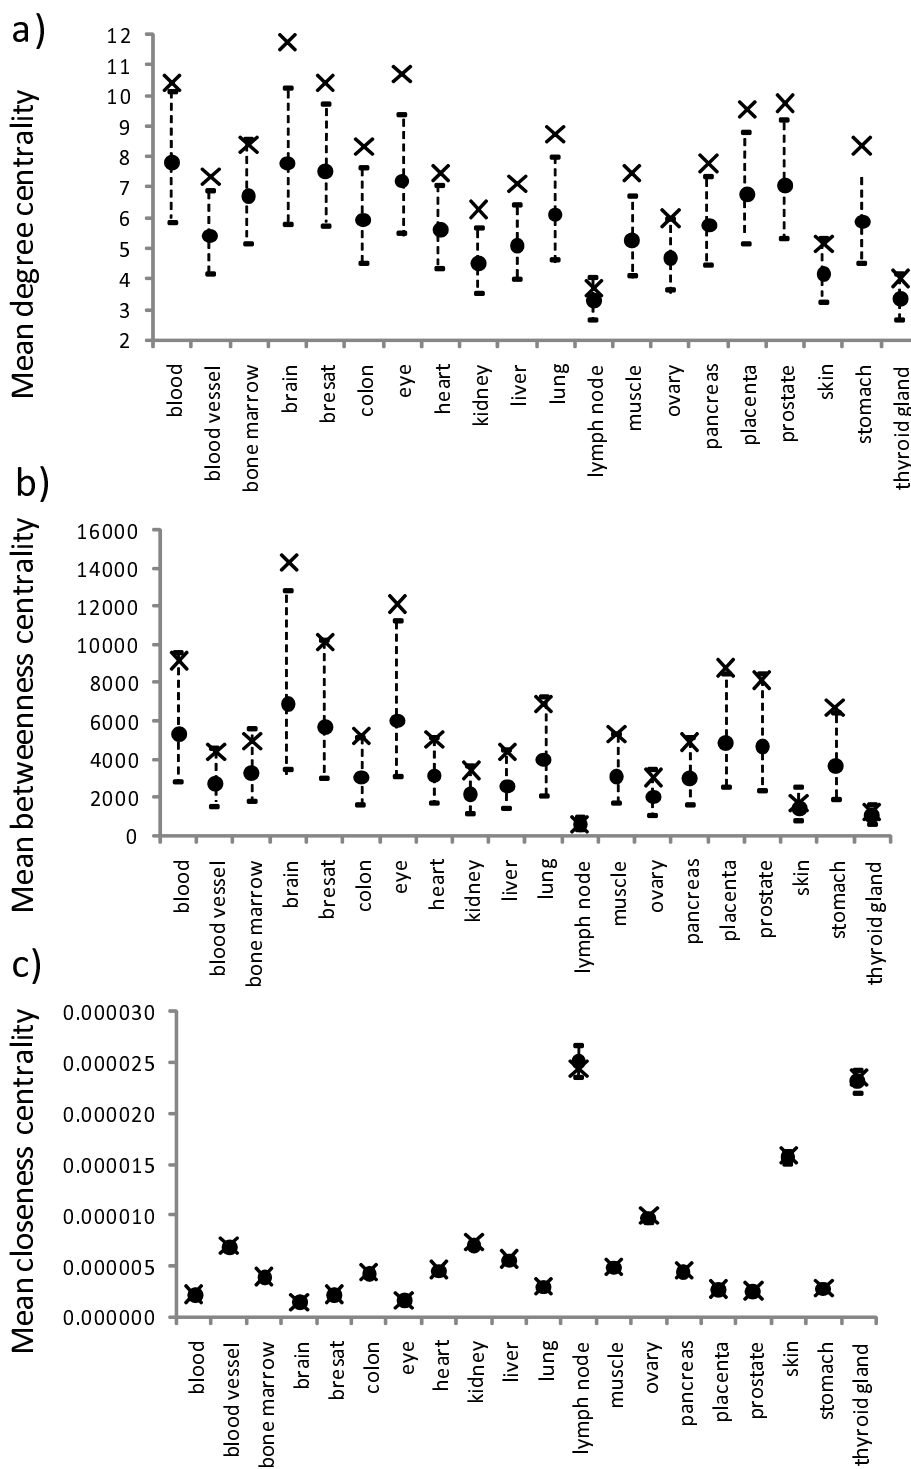 a)
Mean degree centrality
12
11
10
9
8
7
6
5
4
3
2
blood
blood vessel
bone marrow
brain
bresat
colon
eye
heart
kidney
liver
lung
lymph node
muscle
ovary
pancreas
placenta
prostate
skin
stomach
thyroid gland
b)
Mean betweenness centrality
16000
14000
12000
10000
8000
6000
4000
2000
0
blood
blood vessel
bone marrow
brain
bresat
colon
eye
heart
kidney
liver
lung
lymph node
muscle
ovary
pancreas
placenta
prostate
skin
stomach
thyroid gland
c)
Mean closeness centrality
0.000030
0.000025
0.000020
0.000015
0.000010
0.000005
0.000000
blood
blood vessel
bone marrow
brain
bresat
colon
eye
heart
kidney
liver
lung
lymph node
muscle
ovary
pancreas
placenta
prostate
skin
stomach
thyroid gland